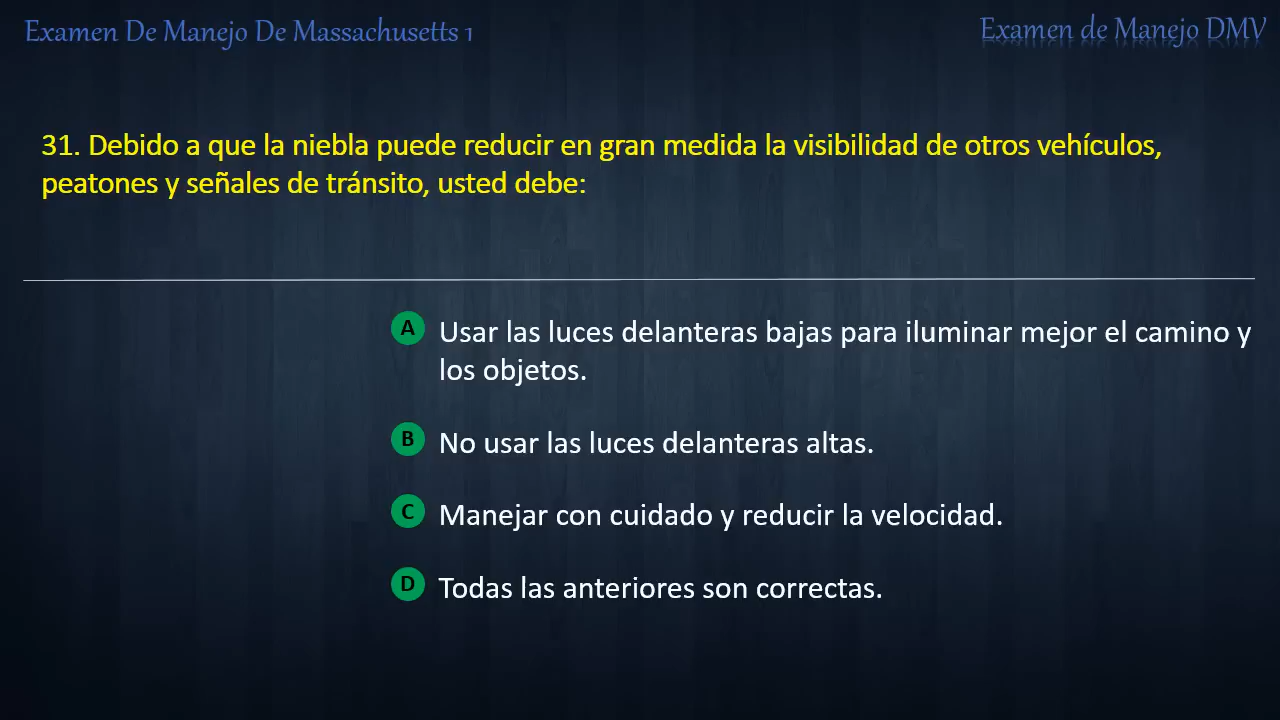 Examen De Manejo De Massachusetts 1
Examen de Manejo DMV
31. Debido a que la niebla puede reducir en gran medida la visibilidad de otros vehículos,
peatones y señales de tránsito, usted debe:
A Usar las luces delanteras bajas para iluminar mejor el camino y
los objetos.
B No usar las luces delanteras altas.
C Manejar con cuidado y reducir la velocidad.
D Todas las anteriores son correctas.